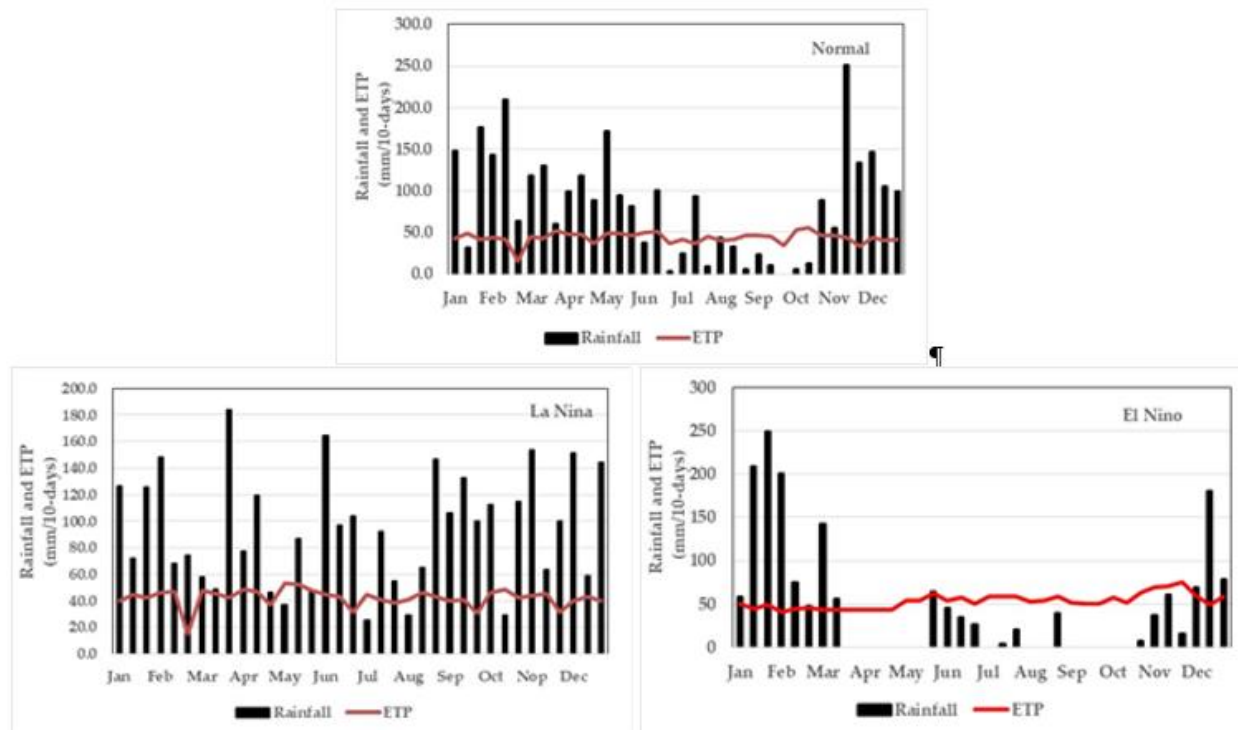 300.0
250.0
200.0
150.0
100.0
50.0
0.0
Rainfall and ETP
(mm/10-days)
Normal
Jan Feb Mar Apr May Jun Jul Aug Sep Oct Nov Dec
Rainfall ETP
¶
200.0
180.0
160.0
140.0
120.0
100.0
80.0
60.0
40.0
20.0
0.0
Rainfall and ETP
(mm/10-days)
La Nina
Jan Feb Mar Apr May Jun Jul Aug Sep Oct Nop Dec
Rainfall ETP
300
250
200
150
100
50
0
Rainfall and ETP
(mm/10-days)
El Nino
Jan Feb Mar Apr May Jun Jul Aug Sep Oct Nov Dec
Rainfall ETP